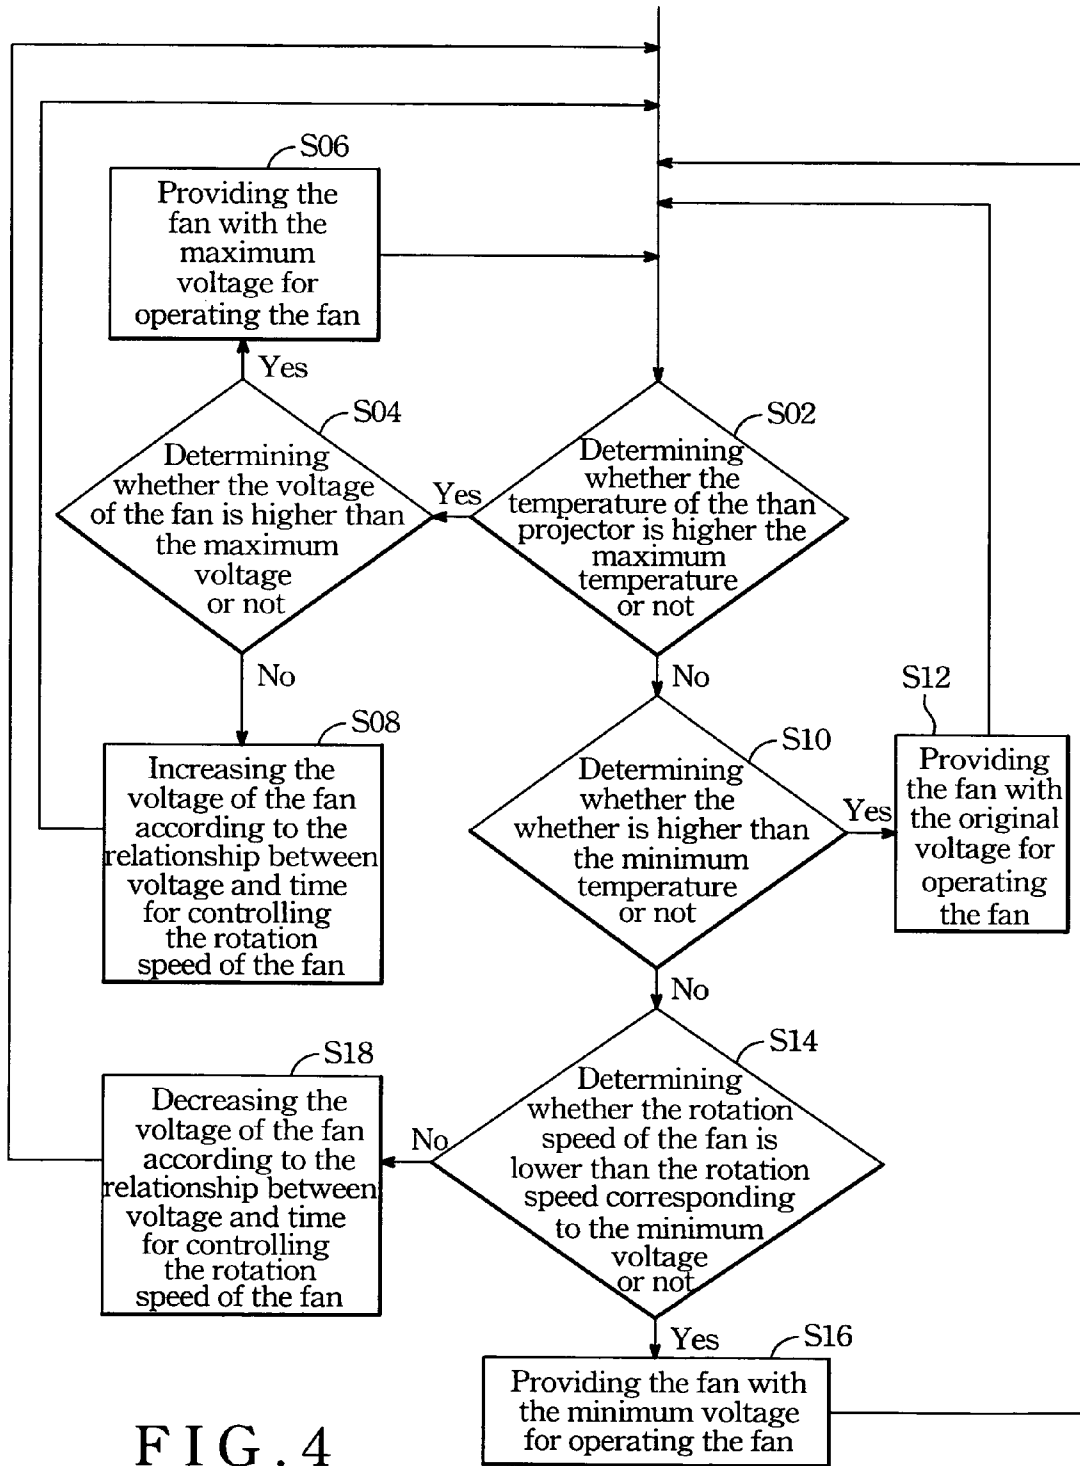 S06
Providing the
fan with the
maximum
voltage for
operating the fan
Yes
S04
Determining
whether the voltage
of the fan is higher than
the maximum
voltage
or not
Yes
S02
Determining
whether the
temperature of the than
projector is higher the
maximum
temperature
or not
No
No
S08
Increasing the
voltage of the fan
according to the
relationship between
voltage and time
for controlling
the rotation
speed of the fan
S10
Determining
whether the
whether is higher than
the minimum
temperature
or not
Yes
S12
Providing
the fan with
the original
voltage for
operating
the fan
No
S14
Determining
whether the rotation
speed of the fan is
lower than the rotation
speed corresponding
to the minimum
voltage
or not
No
S18
Decreasing the
voltage of the fan
according to the
relationship between
voltage and time
for controlling
the rotation
speed of the fan
Yes
S16
Providing the fan with
the minimum voltage
for operating the fan
FIG.4